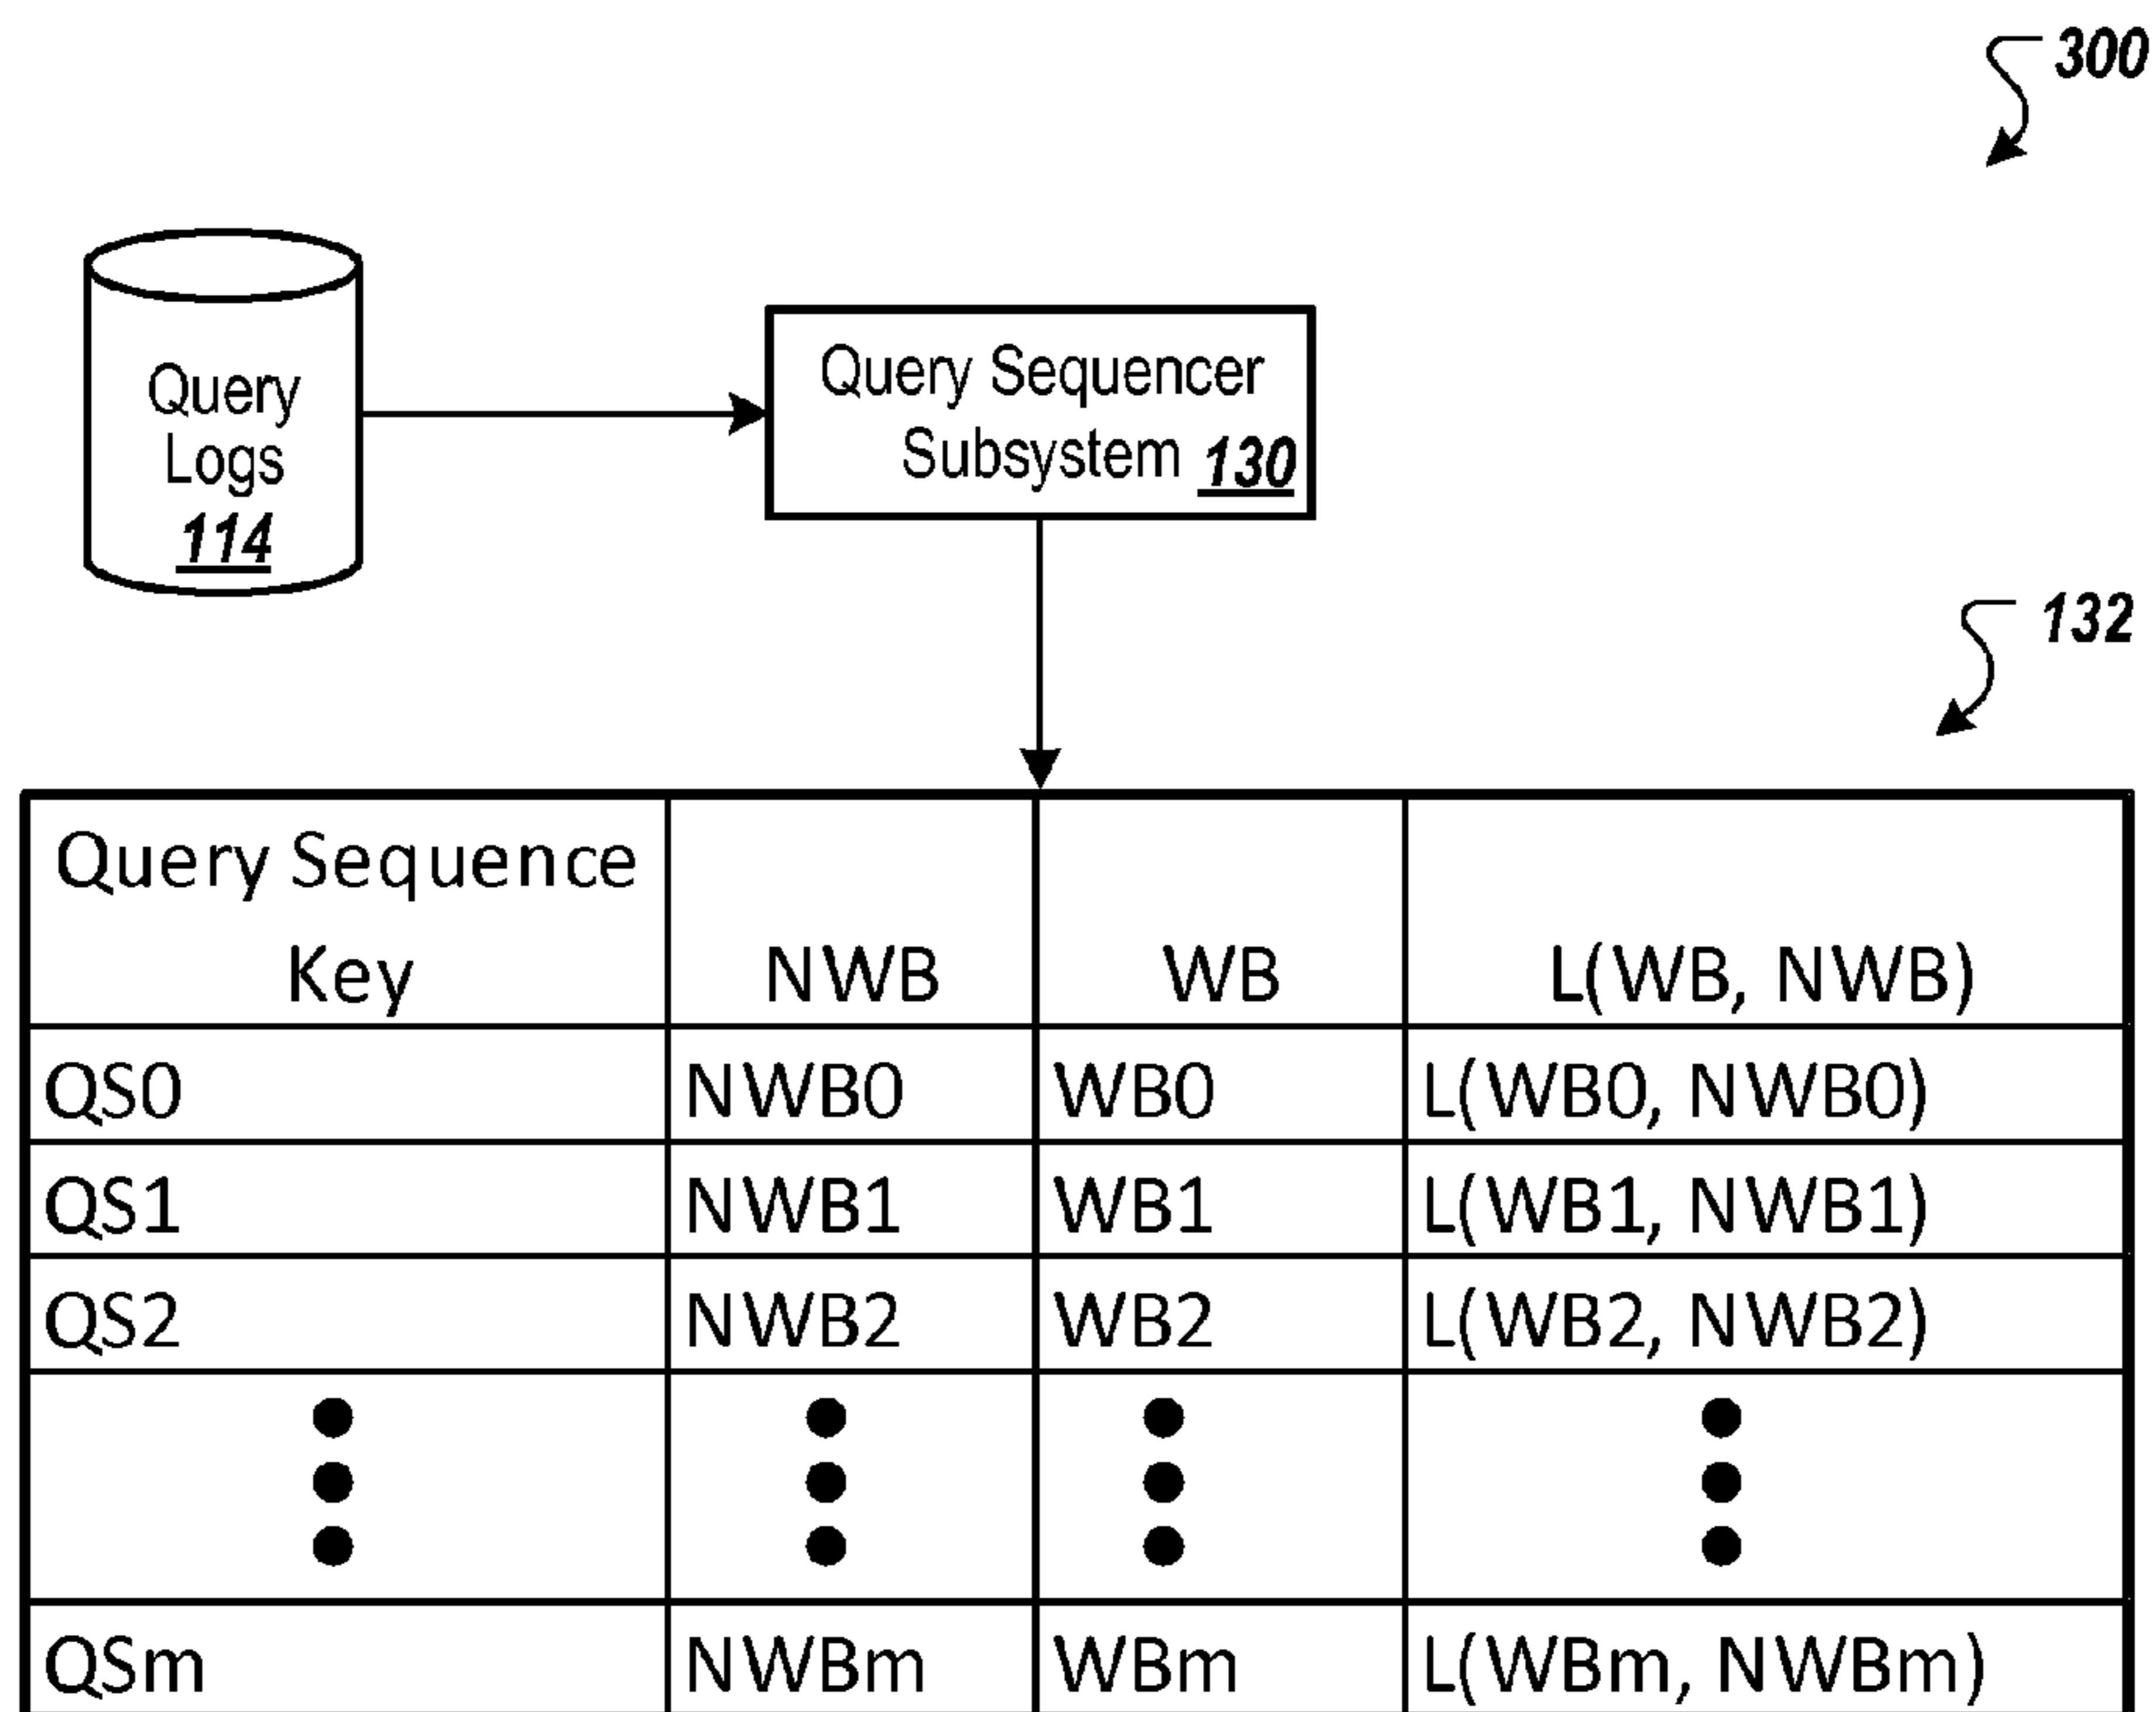 300
Query
Logs
114
Query Sequencer
Subsystem 130
132
Query Sequence
Key NWB WB L(WB, NWB)
QS0 NWB0 WB0 L(WB0, NWB0)
QS1 NWB1 WB1 L(WB1, NWB1)
QS2 NWB2 WB2 L(WB2, NWB2)
QSm NWBm WBm L(WBm, NWBm)